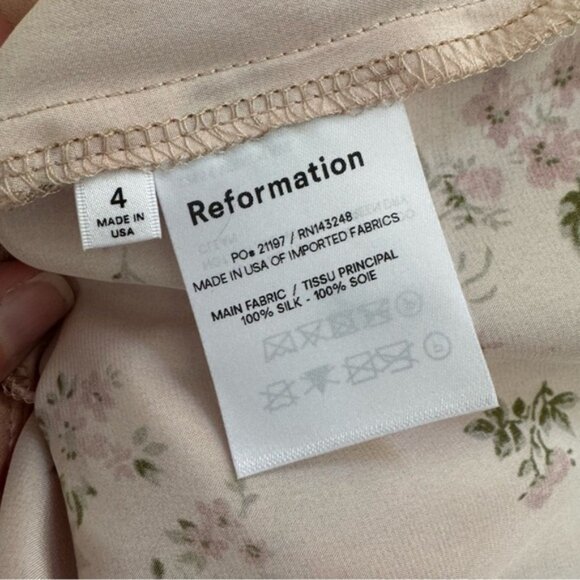 4
MADE IN
USA
Reformation
PO# 21197 / RN143248
MADE IN USA OF IMPORTED FABRICS
MAIN FABRIC / TISSU PRINCIPAL
100% SILK - 100% SOIE